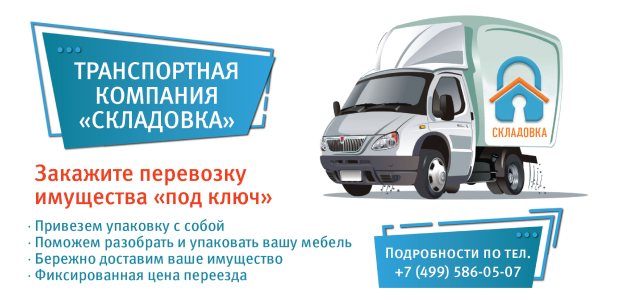 ТРАНСПОРТНАЯ
КОМПАНИЯ
«СКЛАДОВКА»
СКЛАДОВКА
Закажите перевозку
имущества «под ключ»
· Привезем упаковку с собой
· Поможем разобрать и упаковать вашу мебель
· Бережно доставим ваше имущество
· Фиксированная цена переезда
Подробности по тел.
+7 (499) 586-05-07